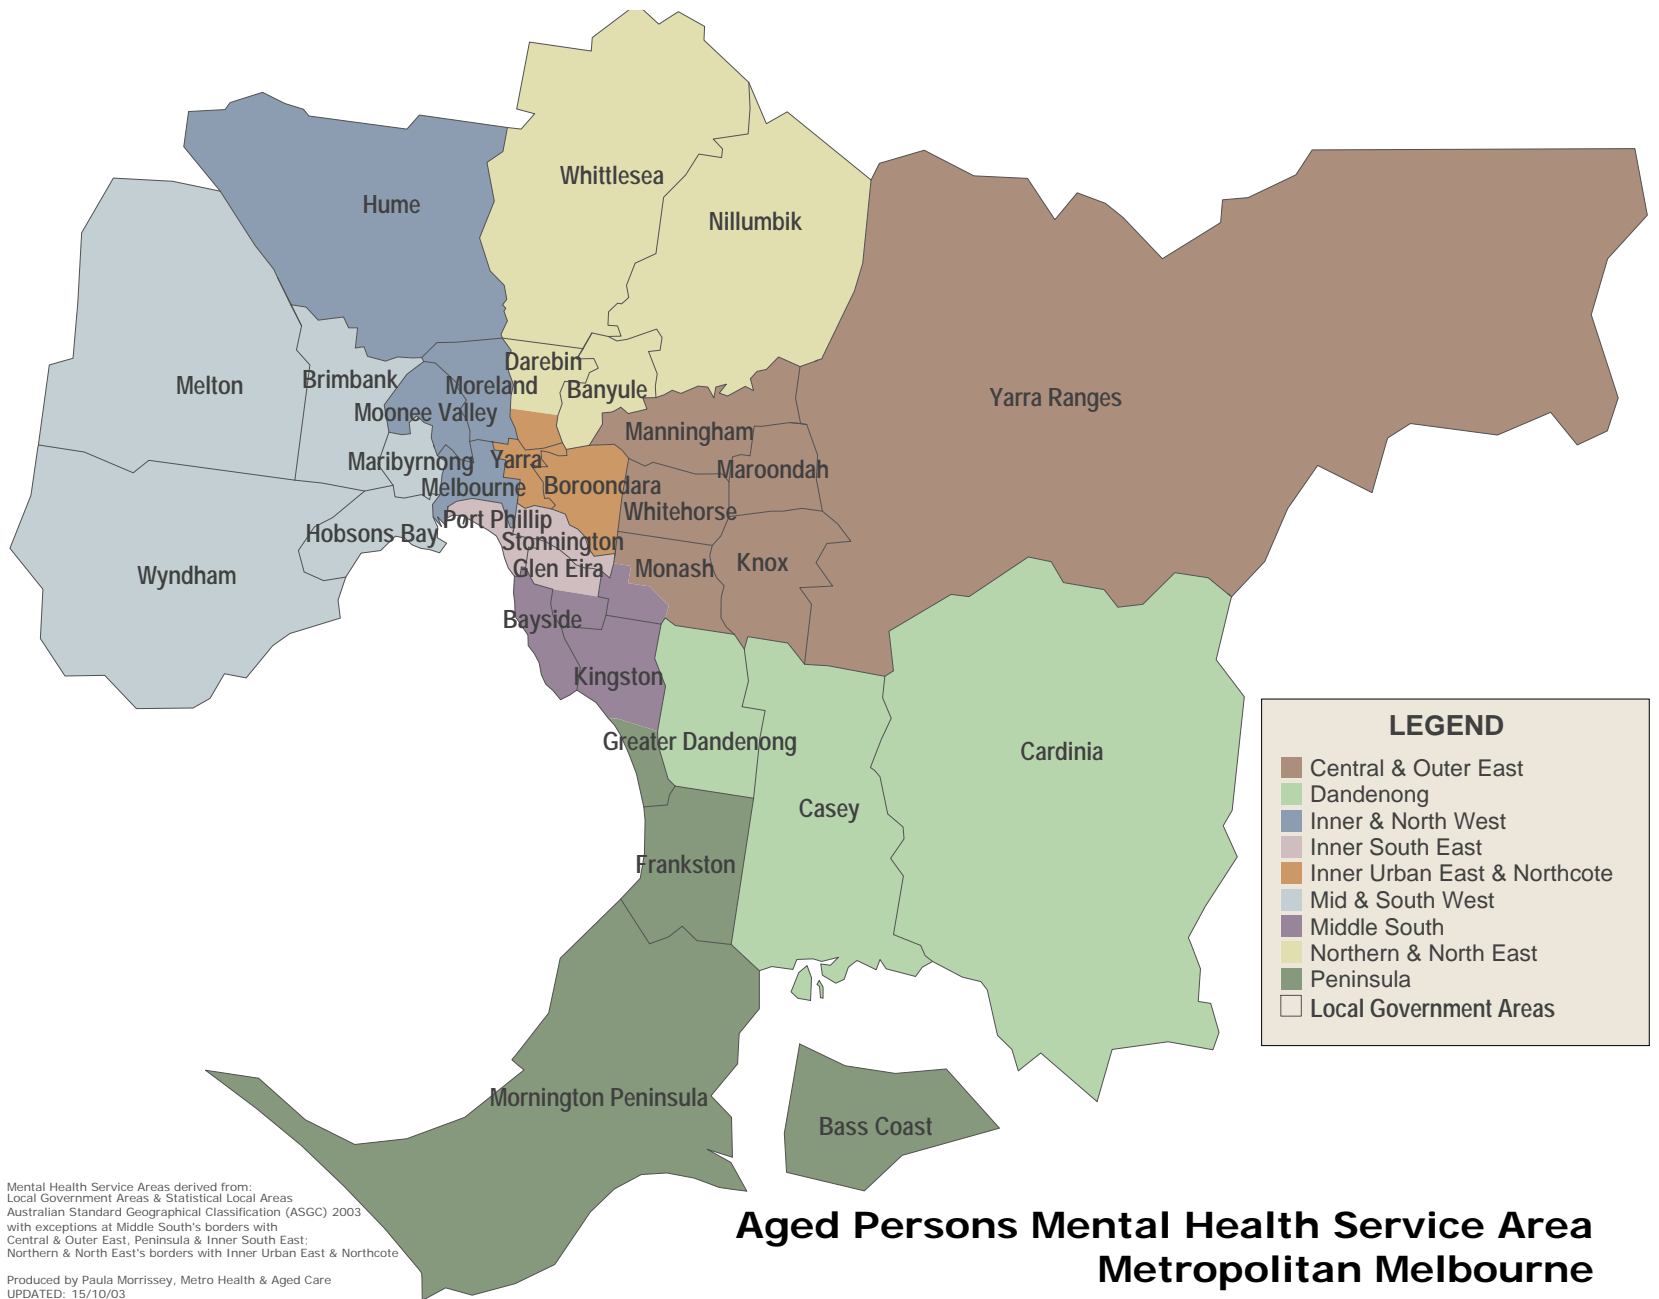 Whittlesea
Hume
Nillumbik
Darebin
Brimbank
Melton
Moreland
Banyule
Yarra Ranges
Moonee Valley
Manningham
Maribyrnong
Yarra
Maroondah
Melbourne
Boroondara
Whitehorse
Port Phillip
Hobsons Bay
Stonnington
Glen Eira
Monash
Knox
Wyndham
Bayside
Kingston
Greater Dandenong
Cardinia
Casey
Frankston
Mornington Peninsula
Bass Coast
LEGEND
Central & Outer East
Dandenong
Inner & North West
Inner South East
Inner Urban East & Northcote
Mid & South West
Middle South
Northern & North East
Peninsula
Local Government Areas
Mental Health Service Areas derived from:
Local Government Areas & Statistical Local Areas
Australian Standard Geographical Classification (ASGC) 2003
with exceptions at Middle South's borders with
Central & Outer East, Peninsula & Inner South East;
Northern & North East's borders with Inner Urban East & Northcote
Produced by Paula Morrissey, Metro Health & Aged Care
UPDATED: 15/10/03
Aged Persons Mental Health Service Area
Metropolitan Melbourne